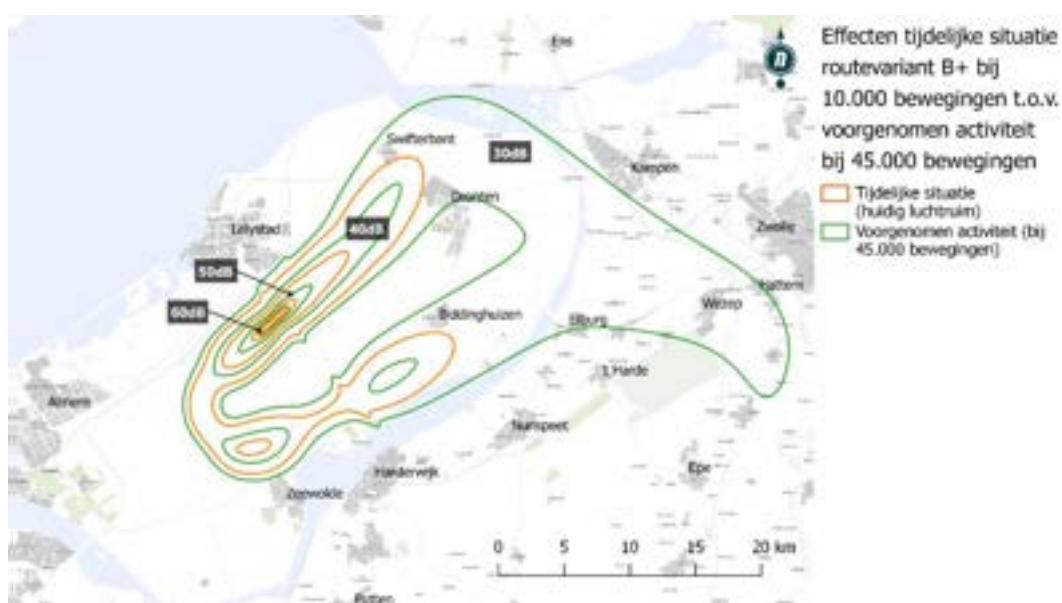 Effecten tijdelijke situatie
routevariant B+ bij
10.000 bewegingen t.o.v.
voorgenomen activiteit
bij 45.000 bewegingen
Tijdelijke situatie
(huidig luchtruim)
Voorgenomen activiteit (bij
45.000 bewegingen)
Ens
Swifterbant
30dB
Kampen
Dronten
Lelystad
40dB
Zwolle
50dB
Hattem
60dB
Wezep
Biddinghuizen
Elburg
't Harde
Almere
Nunspeet
Harderwijk
Epe
Zeewolde
0 5 10 15 20 km
Putten